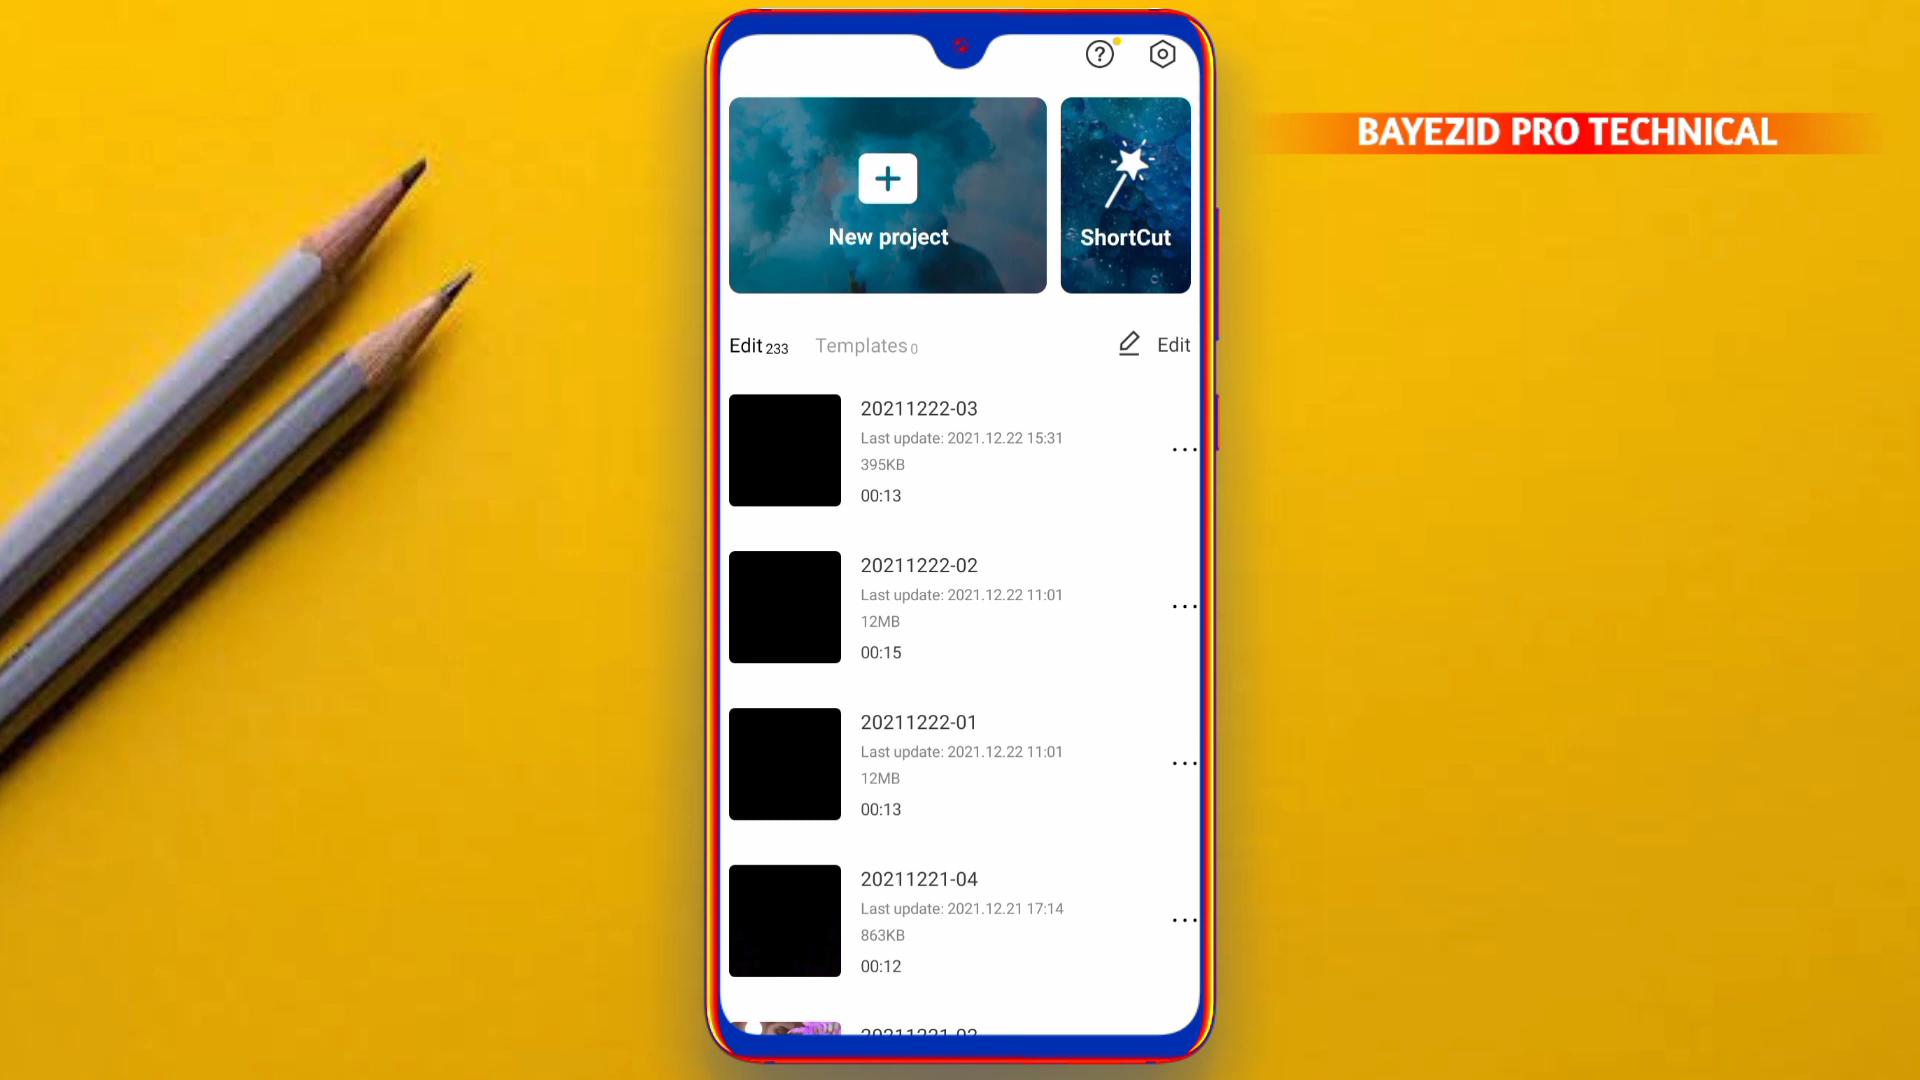 BAYEZID PRO TECHNICAL
New project
ShortCut
Edit 233
Templates 0
Edit
20211222-03
Last update: 2021.12.22 15:31
395KB
00:13
20211222-02
Last update: 2021.12.22 11:01
12MB
00:15
20211222-01
Last update: 2021.12.22 11:01
12MB
00:13
20211221-04
Last update: 2021.12.21 17:14
863KB
00:12